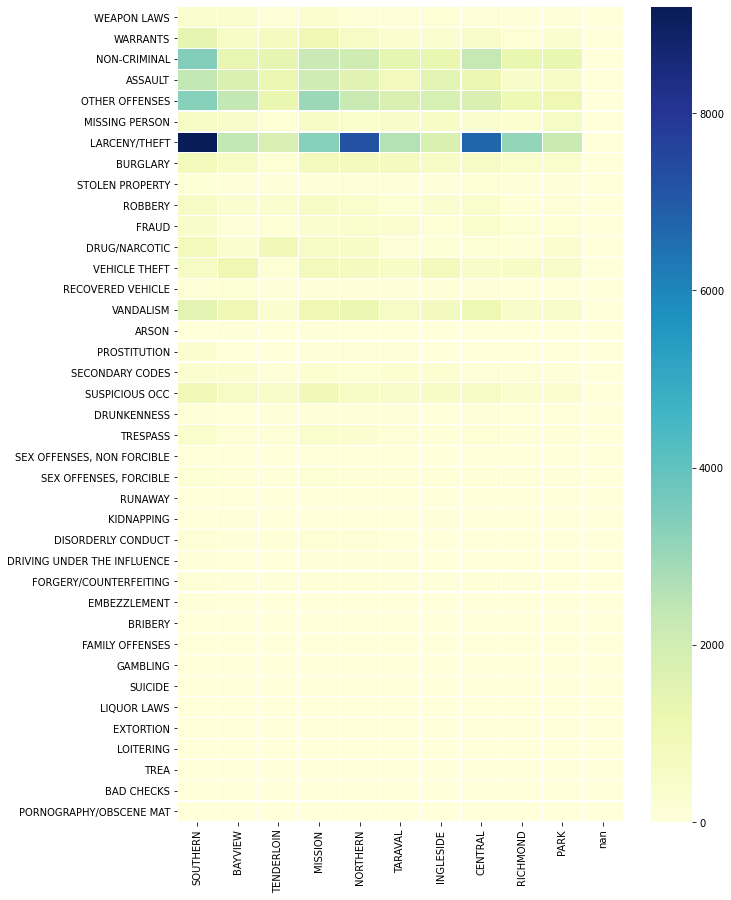 WEAPON LAWS
WARRANTS
NON-CRIMINAL
ASSAULT
OTHER OFFENSES
MISSING PERSON
LARCENY/THEFT
BURGLARY
STOLEN PROPERTY
ROBBERY
FRAUD
DRUG/NARCOTIC
VEHICLE THEFT
RECOVERED VEHICLE
VANDALISM
ARSON
PROSTITUTION
SECONDARY CODES
SUSPICIOUS OCC
DRUNKENNESS
TRESPASS
SEX OFFENSES, NON FORCIBLE
SEX OFFENSES, FORCIBLE
RUNAWAY
KIDNAPPING
DISORDERLY CONDUCT
DRIVING UNDER THE INFLUENCE
FORGERY/COUNTERFEITING
EMBEZZLEMENT
BRIBERY
FAMILY OFFENSES
GAMBLING
SUICIDE
LIQUOR LAWS
EXTORTION
LOITERING
TREA
BAD CHECKS
PORNOGRAPHY/OBSCENE MAT
SOUTHERN
BAYVIEW
TENDERLOIN
MISSION
NORTHERN
TARAVAL
INGLESIDE
CENTRAL
RICHMOND
PARK
nan
8000
6000
4000
2000
0